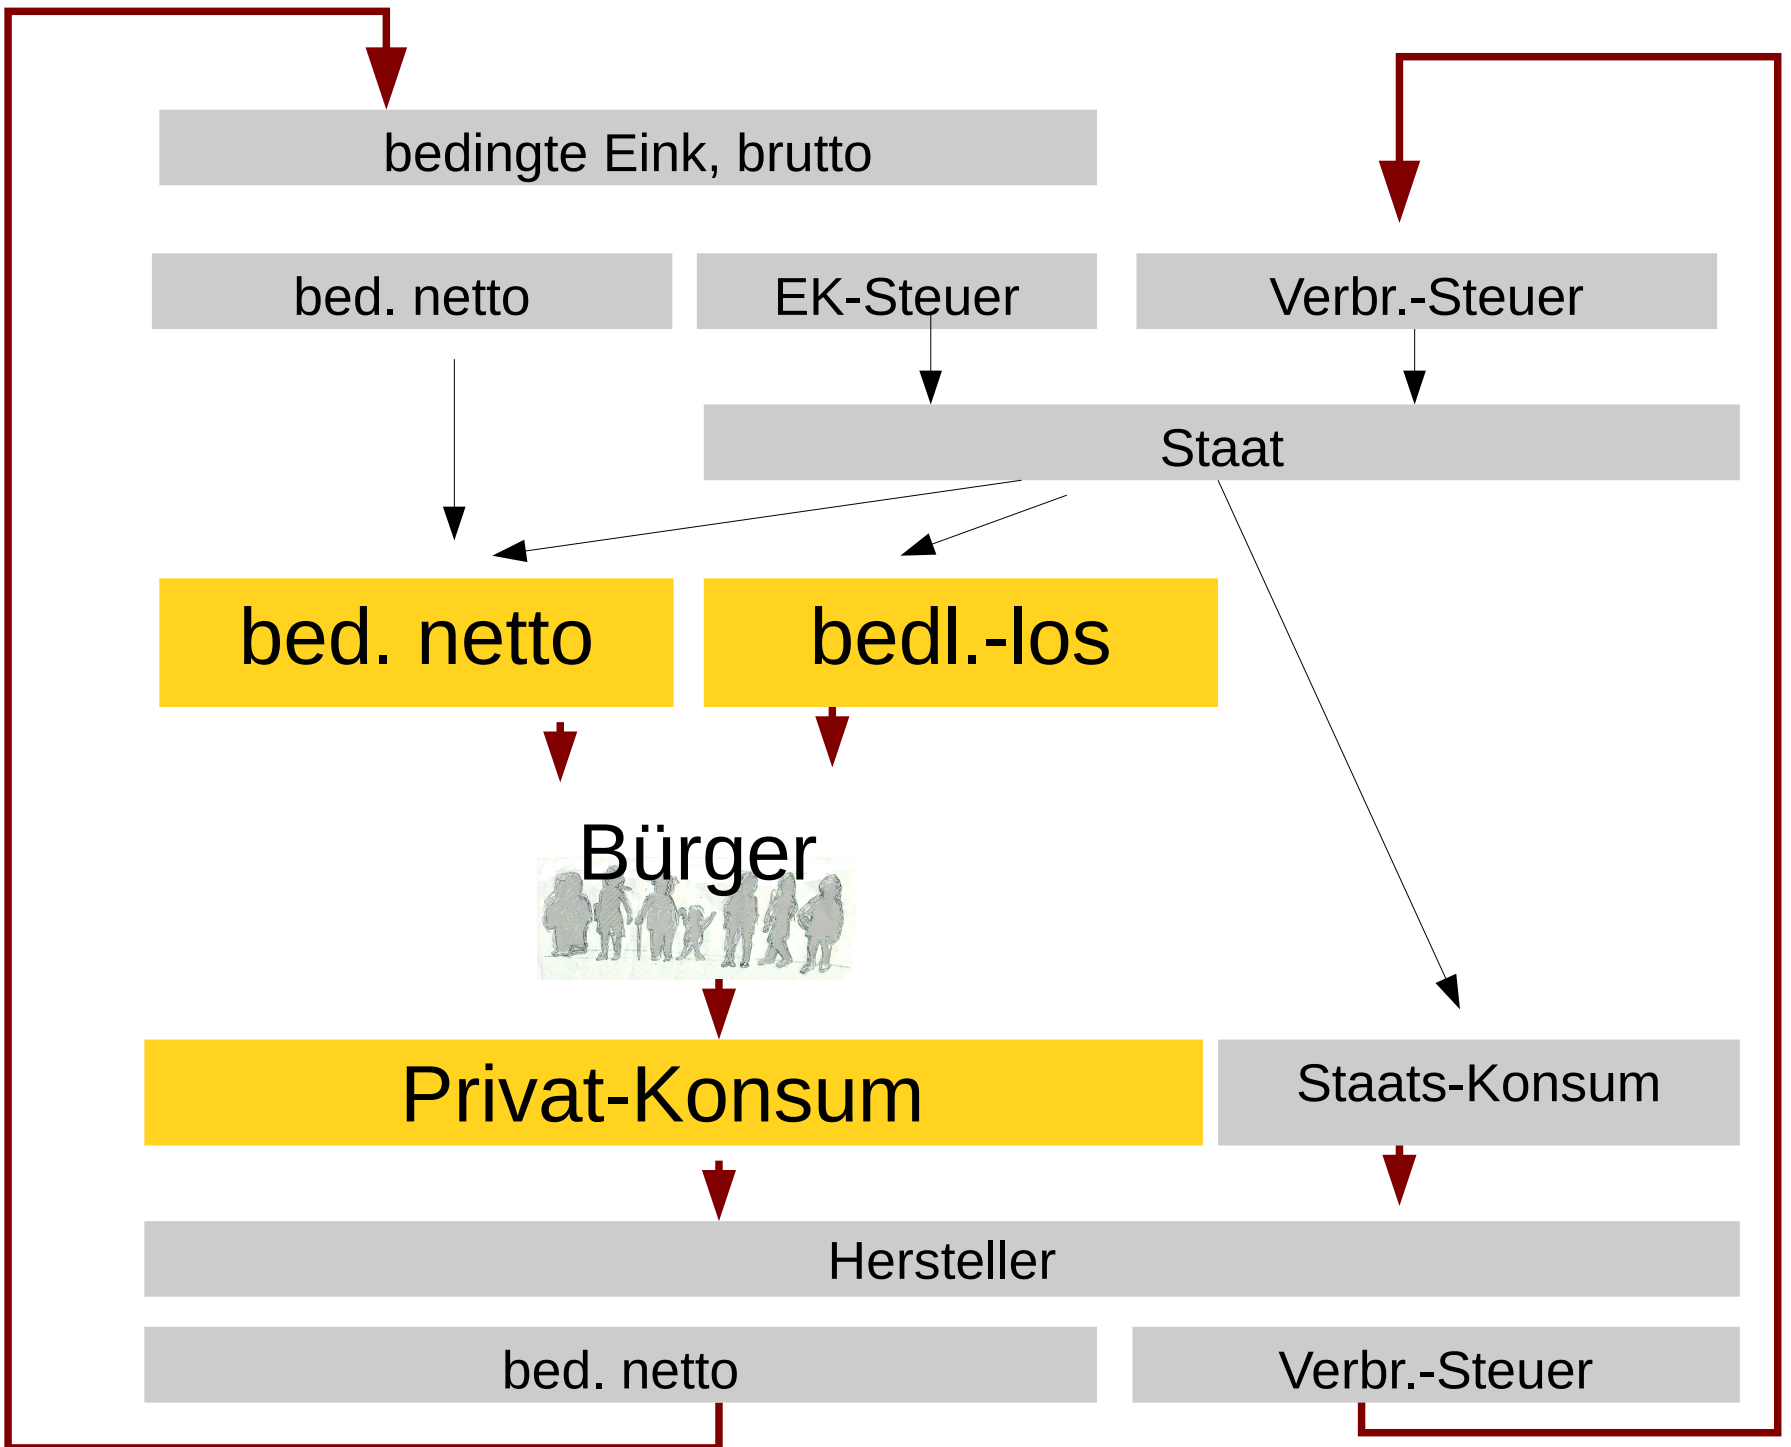 bedingte Eink, brutto
bed. netto
EK-Steuer
Verbr.-Steuer
Staat
bed. netto
bedl.-los
Bürger
Privat-Konsum
Staats-Konsum
Hersteller
bed. netto
Verbr.-Steuer